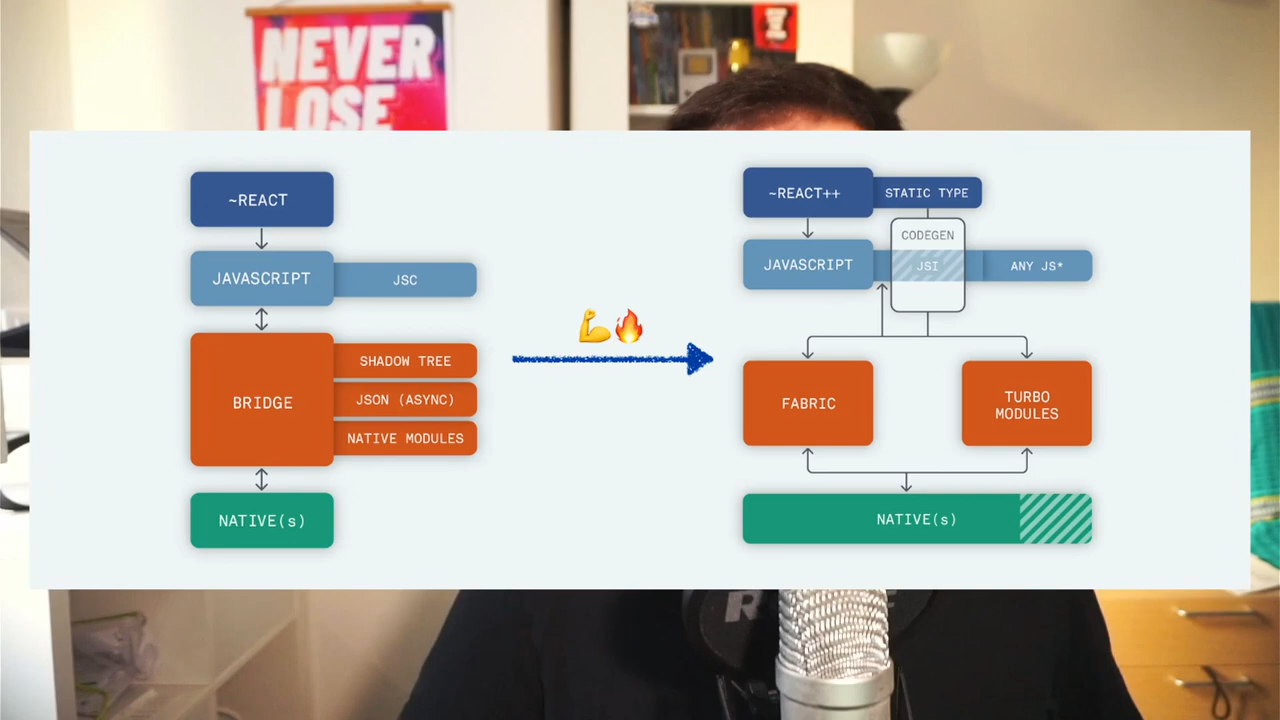 NEVER
LOSE
~REACT
JAVASCRIPT
JSC
BRIDGE
SHADOW TREE
JSON (ASYNC)
NATIVE MODULES
NATIVE(s)
💪🔥
~REACT++
STATIC TYPE
CODEGEN
JAVASCRIPT
JSI
ANY JS*
FABRIC
TURBO
MODULES
NATIVE(s)